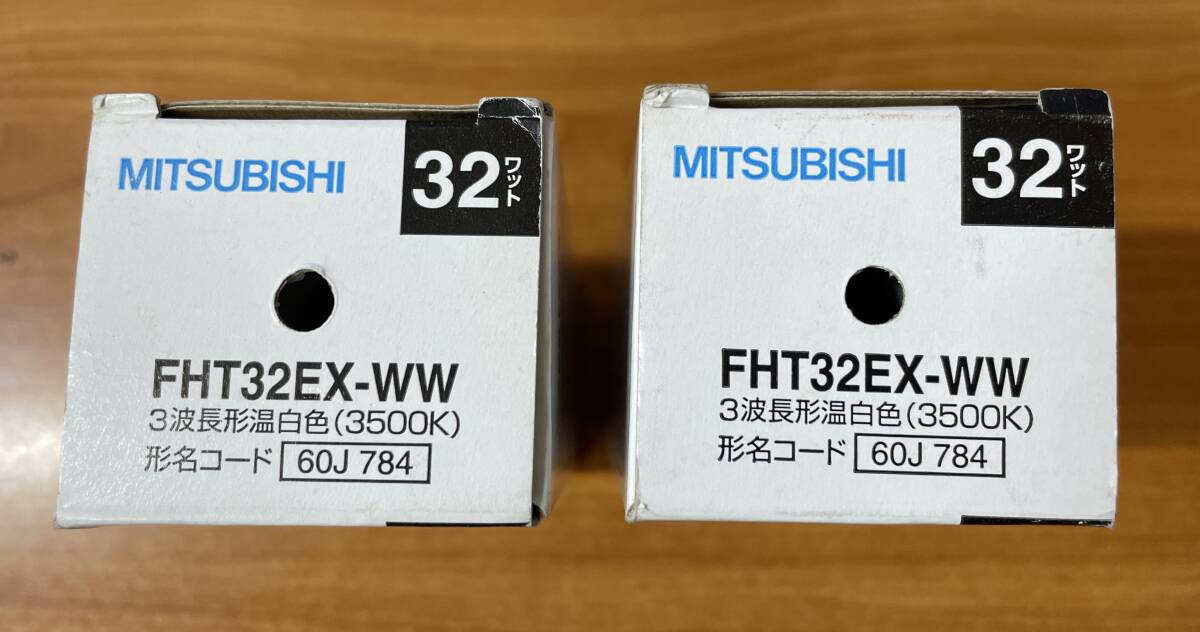 MITSUBISHI
32ワット
FHT32EX-WW
3波長形温白色(3500K)
形名コード 60J 784
MITSUBISHI
32ワット
FHT32EX-WW
3波長形温白色(3500K)
形名コード 60J 784